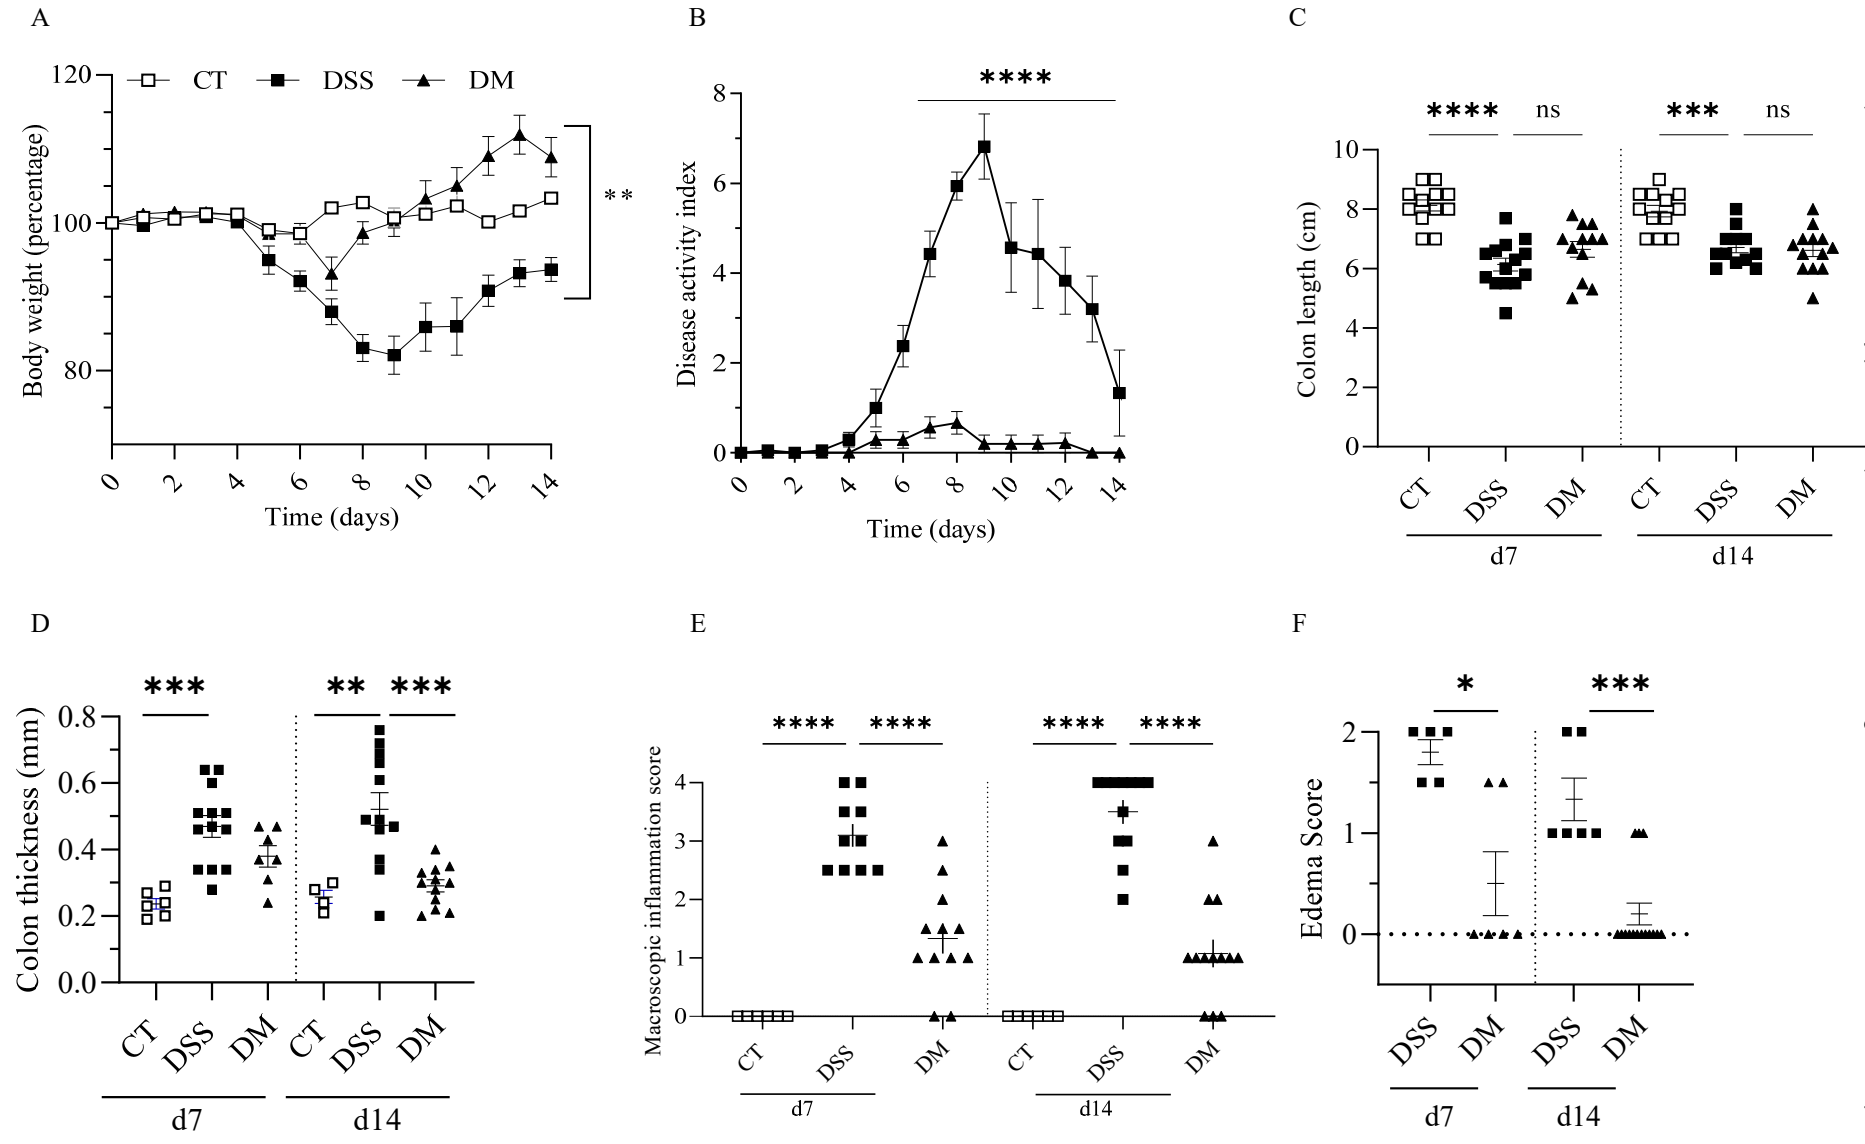 A
120
CT
DSS
DM
100
80
Body weight (percentage)
**
0
2
4
6
8
10
12
14
Time (days)
B
****
8
6
4
2
0
Disease activity index
0
2
4
6
8
10
12
14
Time (days)
C
****
ns
***
ns
10
8
6
4
2
0
Colon length (cm)
CT
DSS
DM
CT
DSS
DM
d7
d14
D
***
**
***
0.8
0.6
0.4
0.2
0.0
Colon thickness (mm)
CT
DSS
DM
CT
DSS
DM
d7
d14
E
****
****
****
****
4
3
2
1
0
Macroscopic inflammation score
CT
DSS
DM
CT
DSS
DM
d7
d14
F
*
***
2
1
0
Edema Score
DSS
DM
DSS
DM
d7
d14